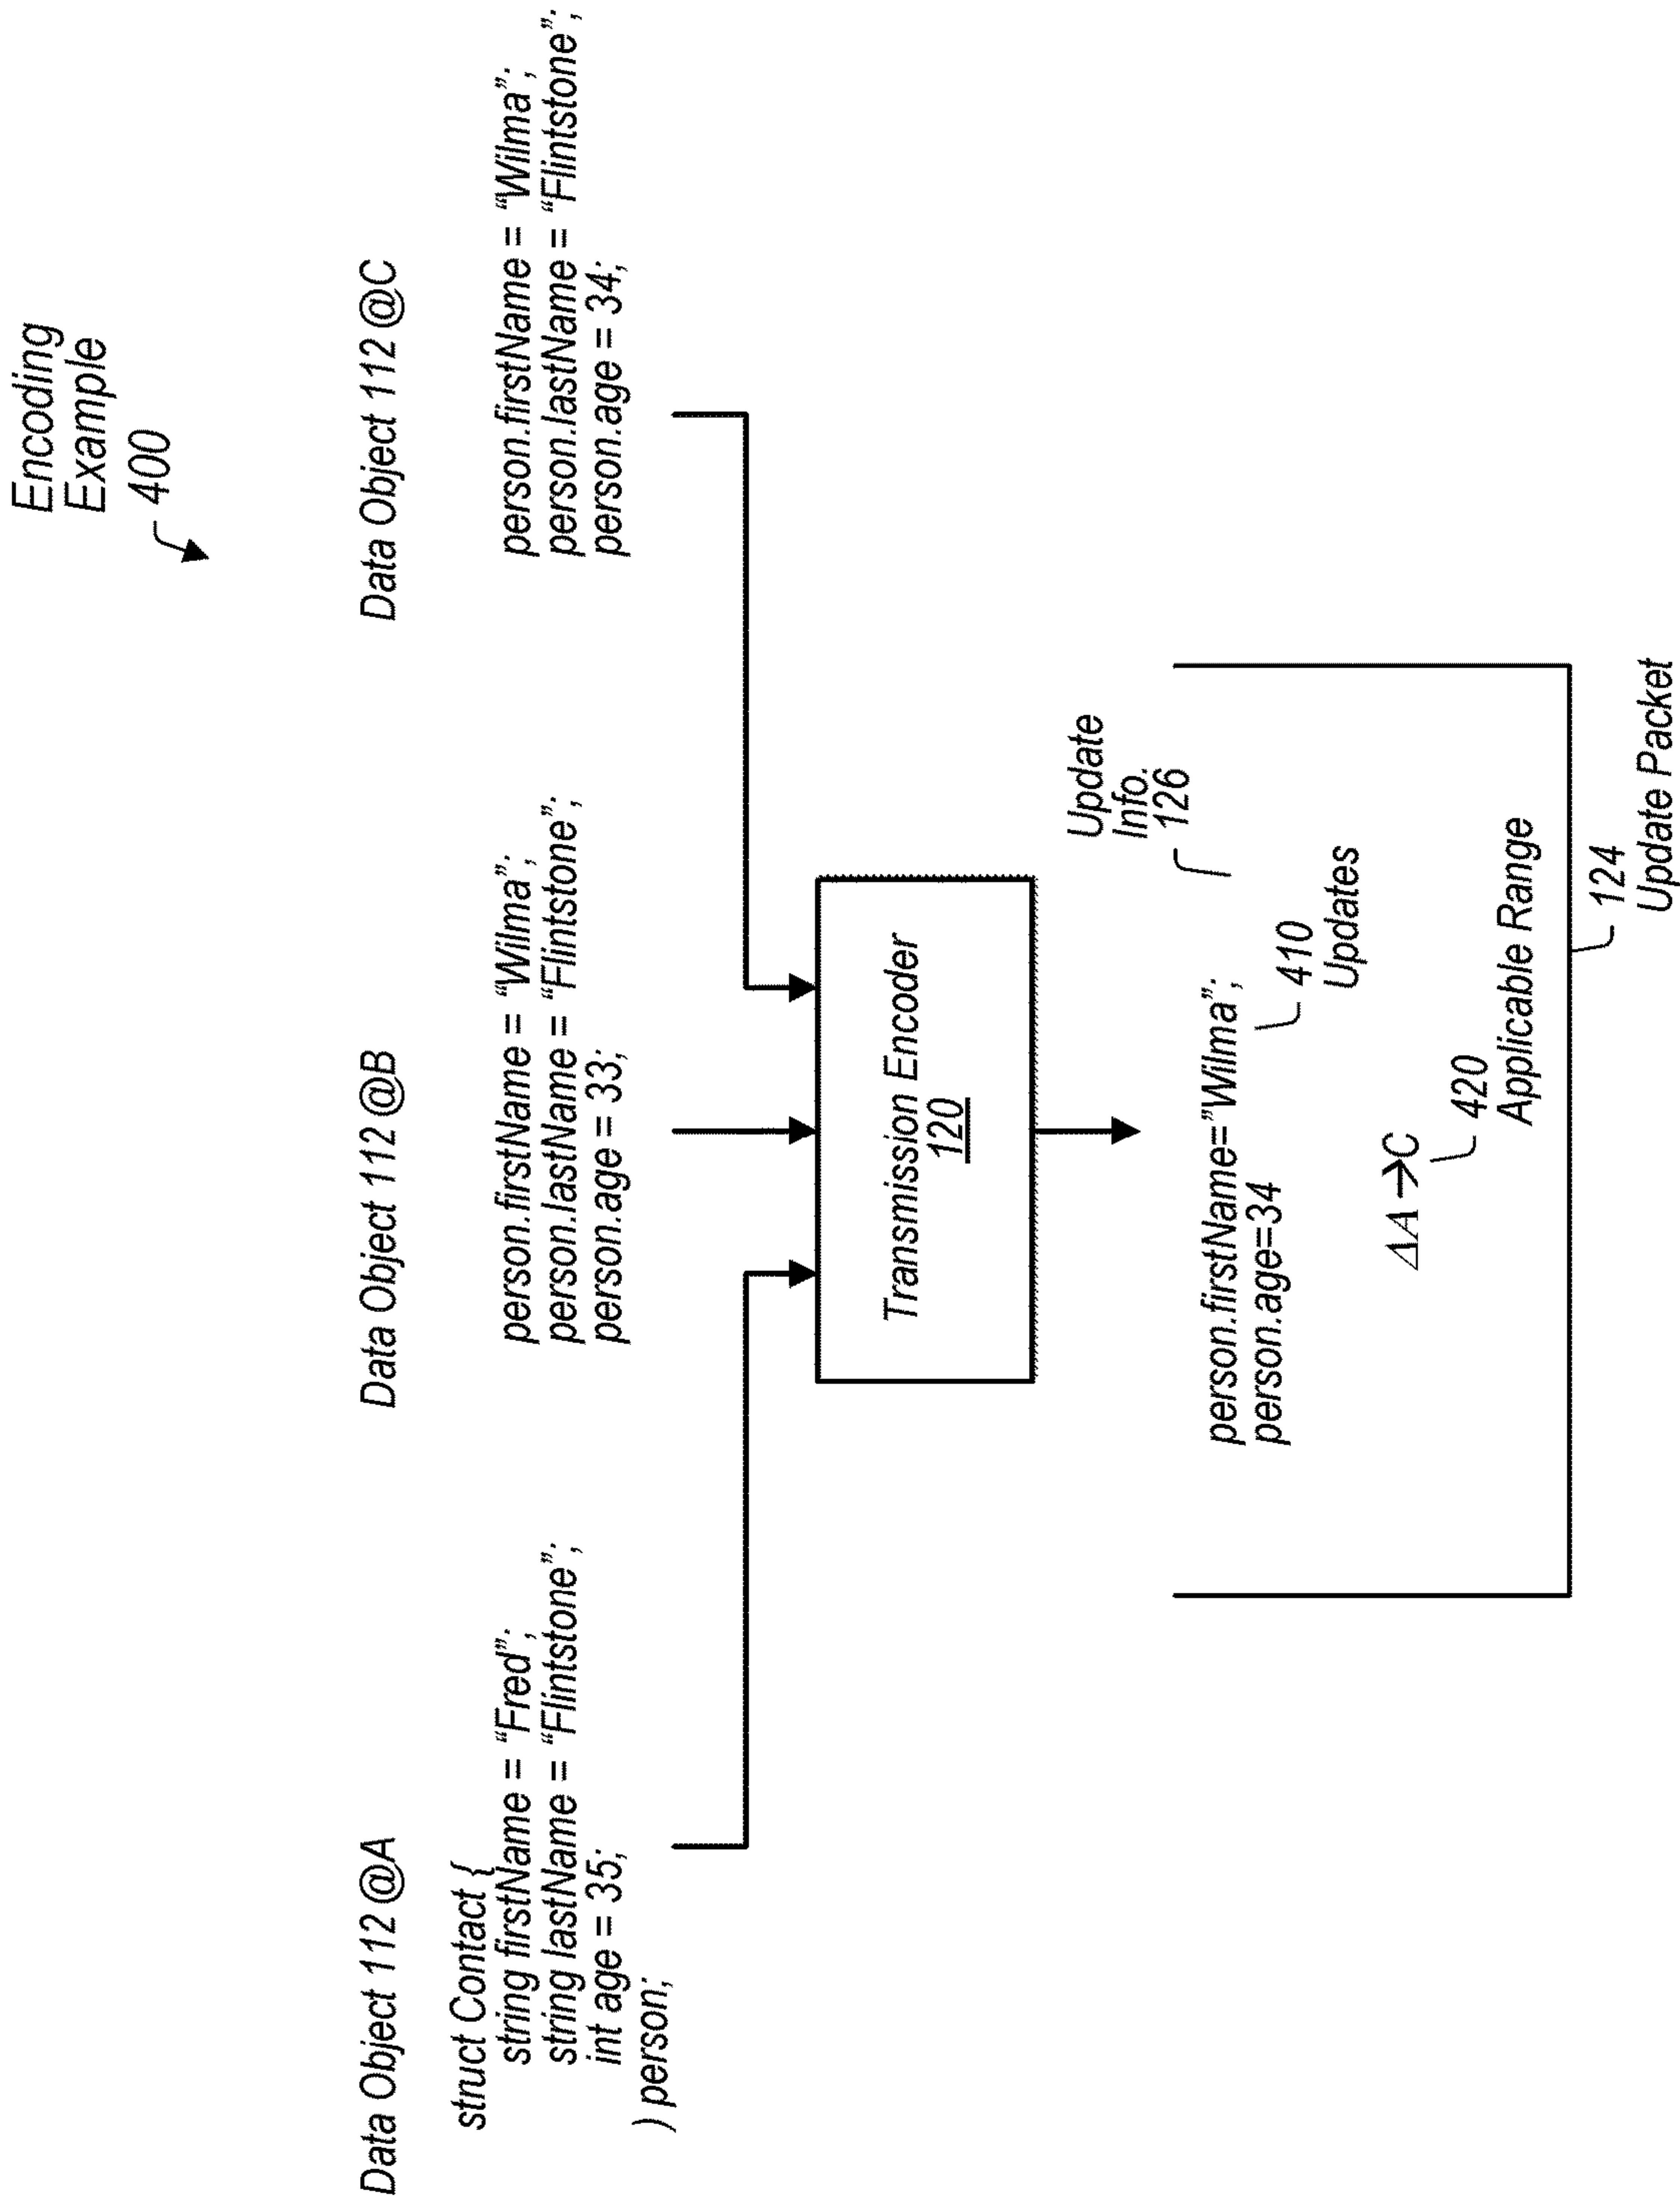 Encoding
Example
400
Data Object 112 @A
struct Contact {
string firstName = “Fred”;
string lastName = “Flintstone”;
int age = 35;
) person;
Data Object 112 @B
person.firstName = “Wilma”;
person.lastName = “Flintstone”;
person.age = 33;
Data Object 112 @C
person.firstName = “Wilma”;
person.lastName = “Flintstone”;
person.age = 34;
Transmission Encoder
120
Update
Info.
126
person.firstName=”Wilma”;
person.age=34
410
Updates
ΔA→C
420
Applicable Range
124
Update Packet